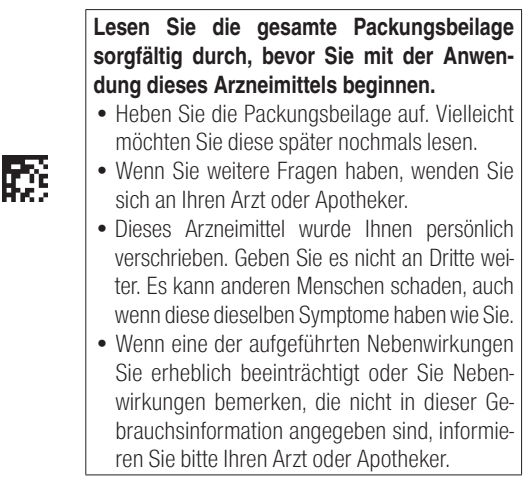 Lesen Sie die gesamte Packungsbeilage
sorgfältig durch, bevor Sie mit der Anwen-
dung dieses Arzneimittels beginnen.
• Heben Sie die Packungsbeilage auf. Vielleicht
möchten Sie diese später nochmals lesen.
• Wenn Sie weitere Fragen haben, wenden Sie
sich an Ihren Arzt oder Apotheker.
• Dieses Arzneimittel wurde Ihnen persönlich
verschrieben. Geben Sie es nicht an Dritte wei-
ter. Es kann anderen Menschen schaden, auch
wenn diese dieselben Symptome haben wie Sie.
• Wenn eine der aufgeführten Nebenwirkungen
Sie erheblich beeinträchtigt oder Sie Neben-
wirkungen bemerken, die nicht in dieser Ge-
brauchsinformation angegeben sind, informie-
ren Sie bitte Ihren Arzt oder Apotheker.